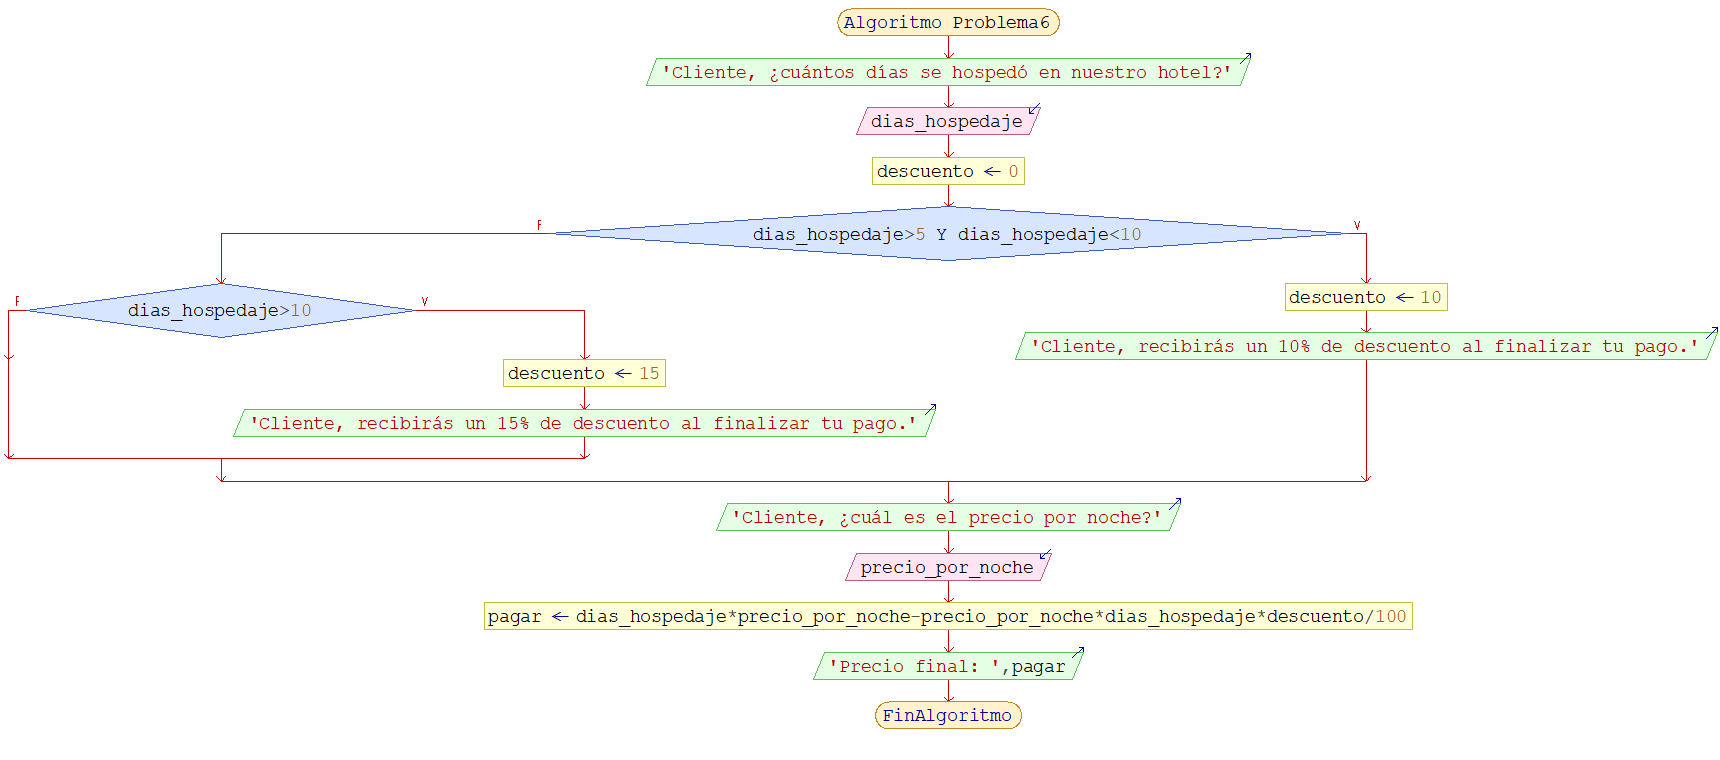 Algoritmo Problema6
'Cliente, ¿cuántos días se hospedó en nuestro hotel?'
dias_hospedaje
descuento ← 0
F
V
dias_hospedaje>5 Y dias_hospedaje<10
F
V
dias_hospedaje>10
descuento ← 10
'Cliente, recibirás un 10% de descuento al finalizar tu pago.'
descuento ← 15
'Cliente, recibirás un 15% de descuento al finalizar tu pago.'
'Cliente, ¿cuál es el precio por noche?'
precio_por_noche
pagar ← dias_hospedaje*precio_por_noche-precio_por_noche*dias_hospedaje*descuento/100
'Precio final: ',pagar
FinAlgoritmo